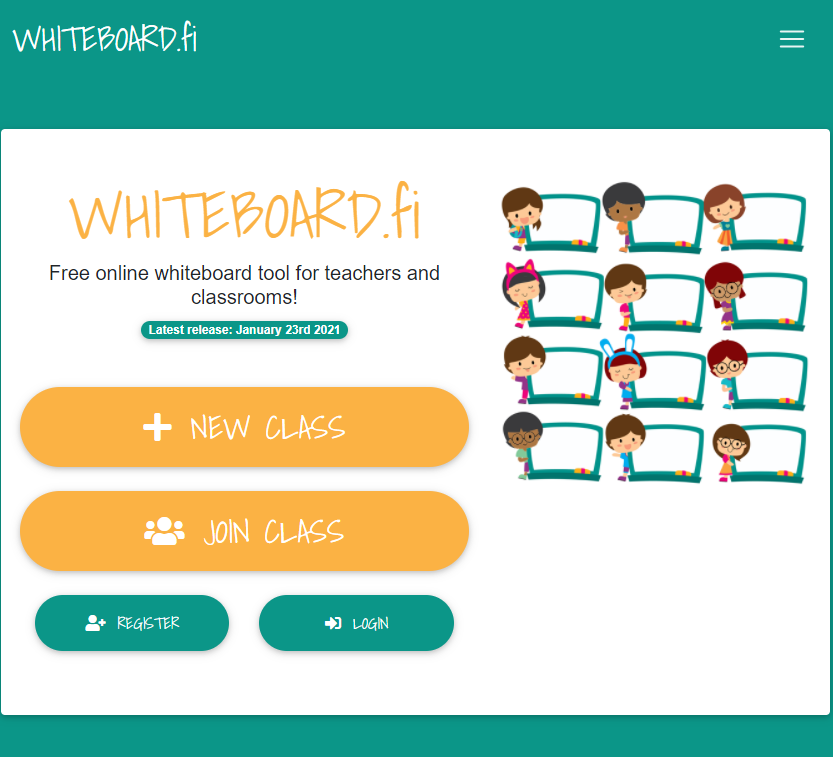 WHITEBOARD.fi
WHITEBOARD.fi
Free online whiteboard tool for teachers and
classrooms!
Latest release: January 23rd 2021
NEW CLASS
JOIN CLASS
REGISTER
LOGIN